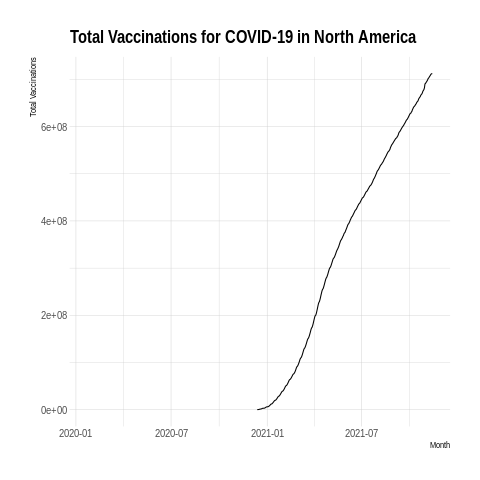 Total Vaccinations for COVID-19 in North America
Total Vaccinations
6e+08
4e+08
2e+08
0e+00
2020-01 2020-07 2021-01 2021-07
Month